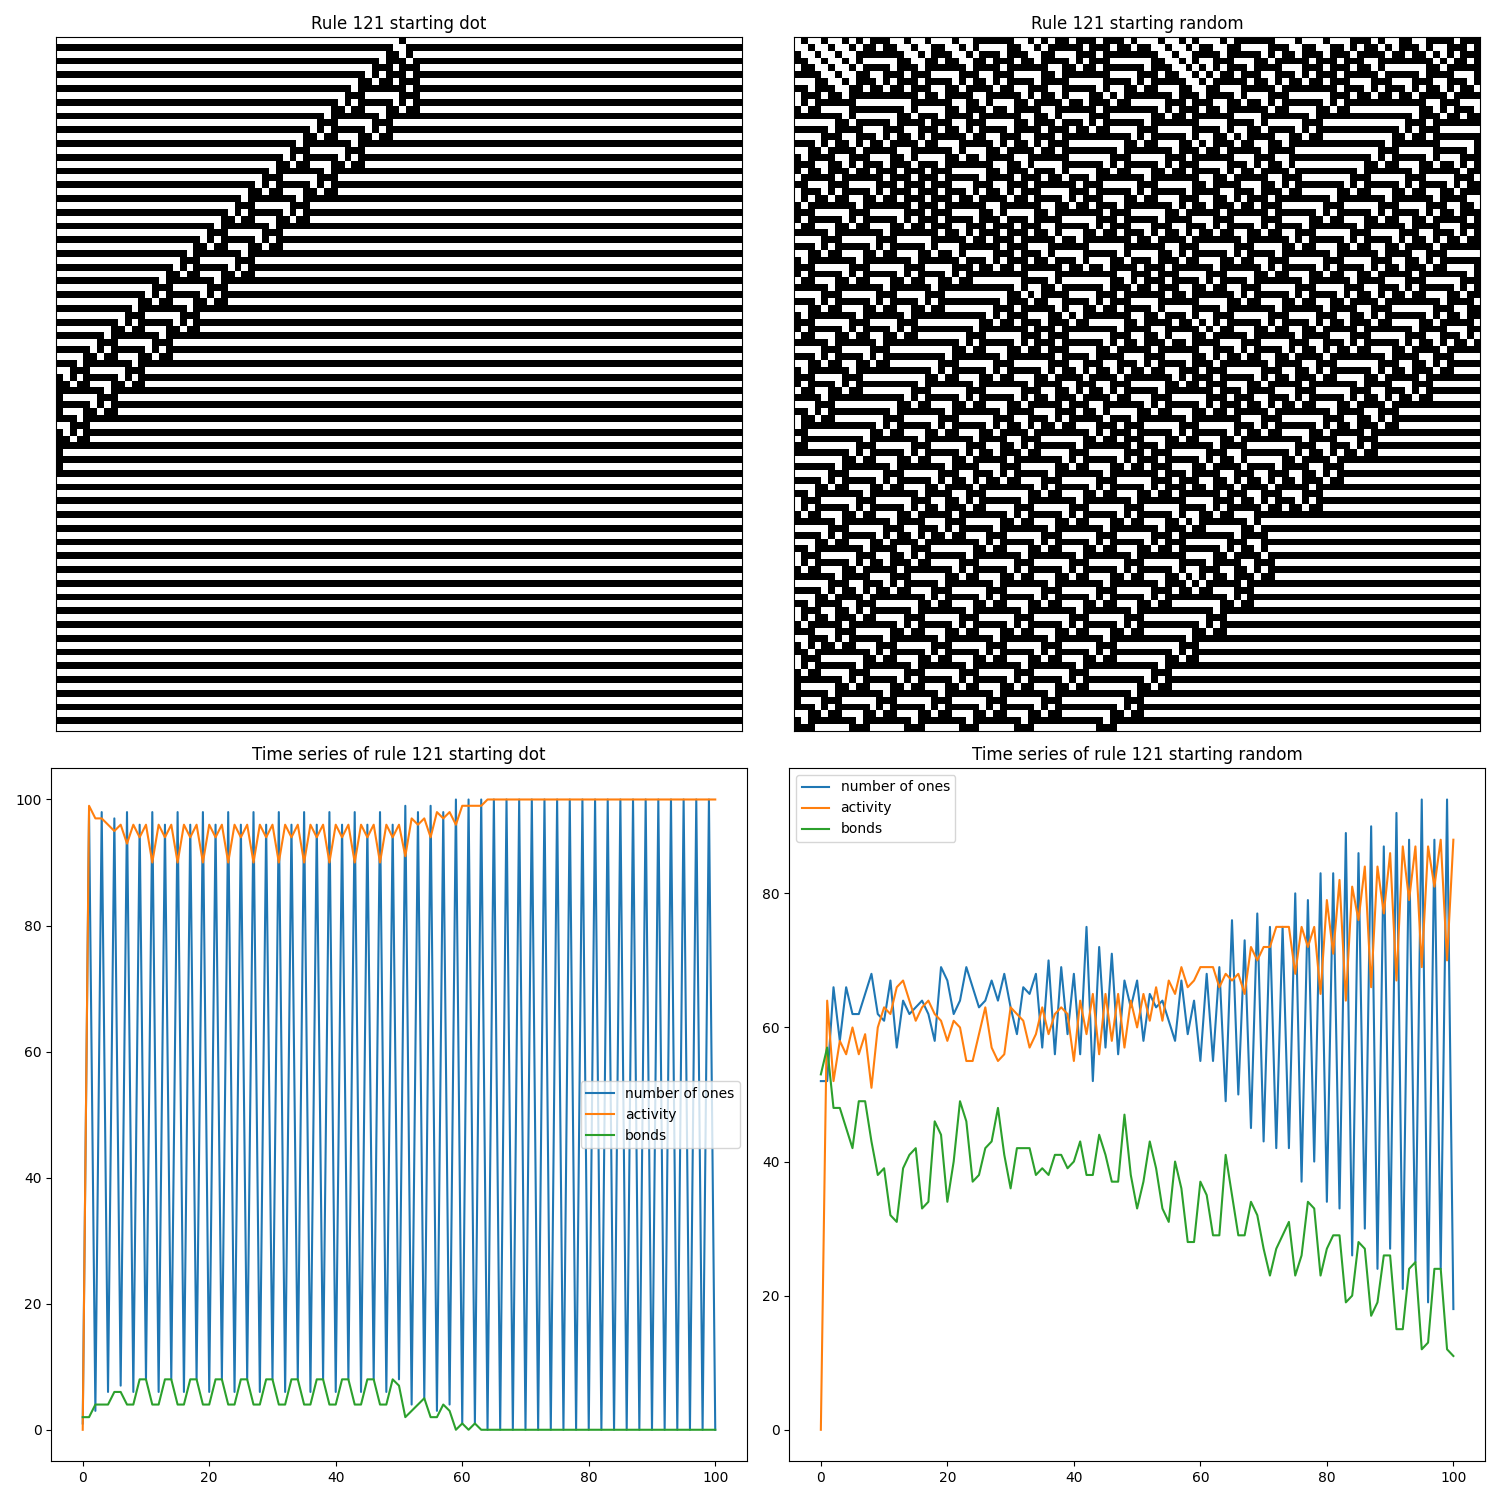 Rule 121 starting dot
Rule 121 starting random
Time series of rule 121 starting dot
100
80
60
40
20
0
0
20
40
60
80
100
number of ones
activity
bonds
Time series of rule 121 starting random
80
60
40
20
0
0
20
40
60
80
100
number of ones
activity
bonds